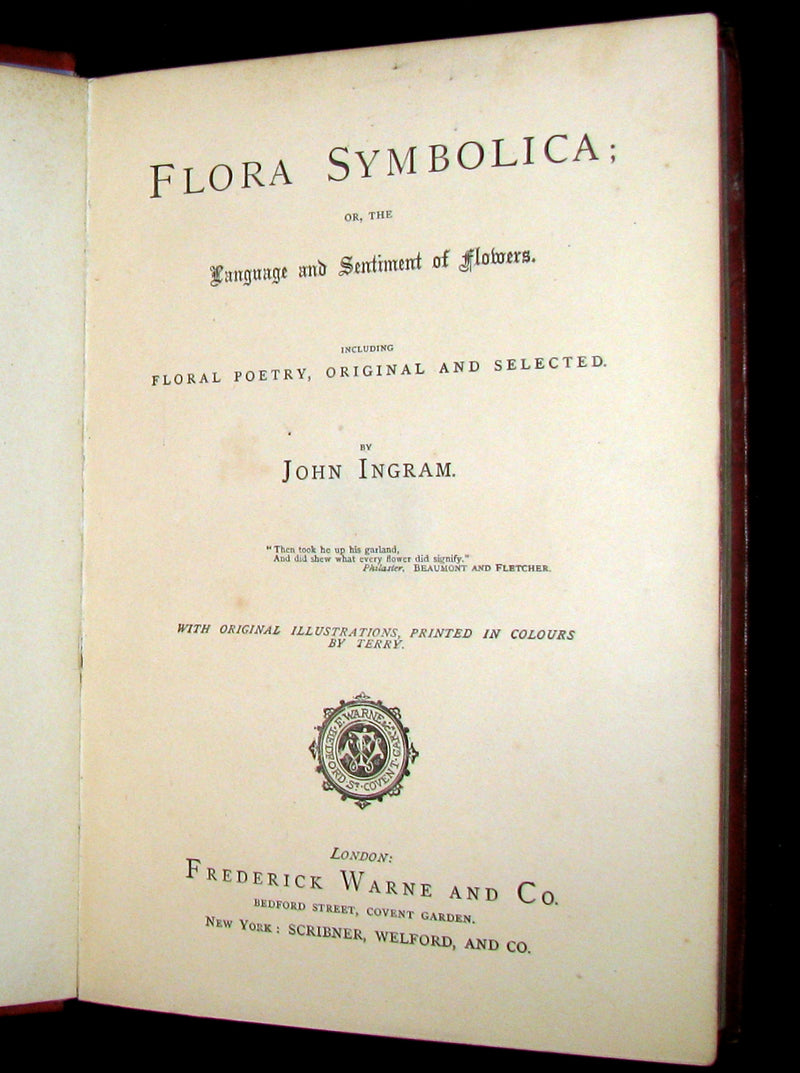 FLORA SYMBOLICA;
OR, THE
Language and Sentiment of Flowers.
INCLUDING
FLORAL POETRY, ORIGINAL AND SELECTED.
BY
JOHN INGRAM.
"Then took he up his garland,
And did shew what every flower did signify."
Philaster. BEAUMONT AND FLETCHER.
WITH ORIGINAL ILLUSTRATIONS, PRINTED IN COLOURS
BY TERRY.
F. WARNE & Co.
BEDFORD ST. COVENT GAR.
LONDON:
FREDERICK WARNE AND CO.
BEDFORD STREET, COVENT GARDEN.
NEW YORK: SCRIBNER, WELFORD, AND CO.